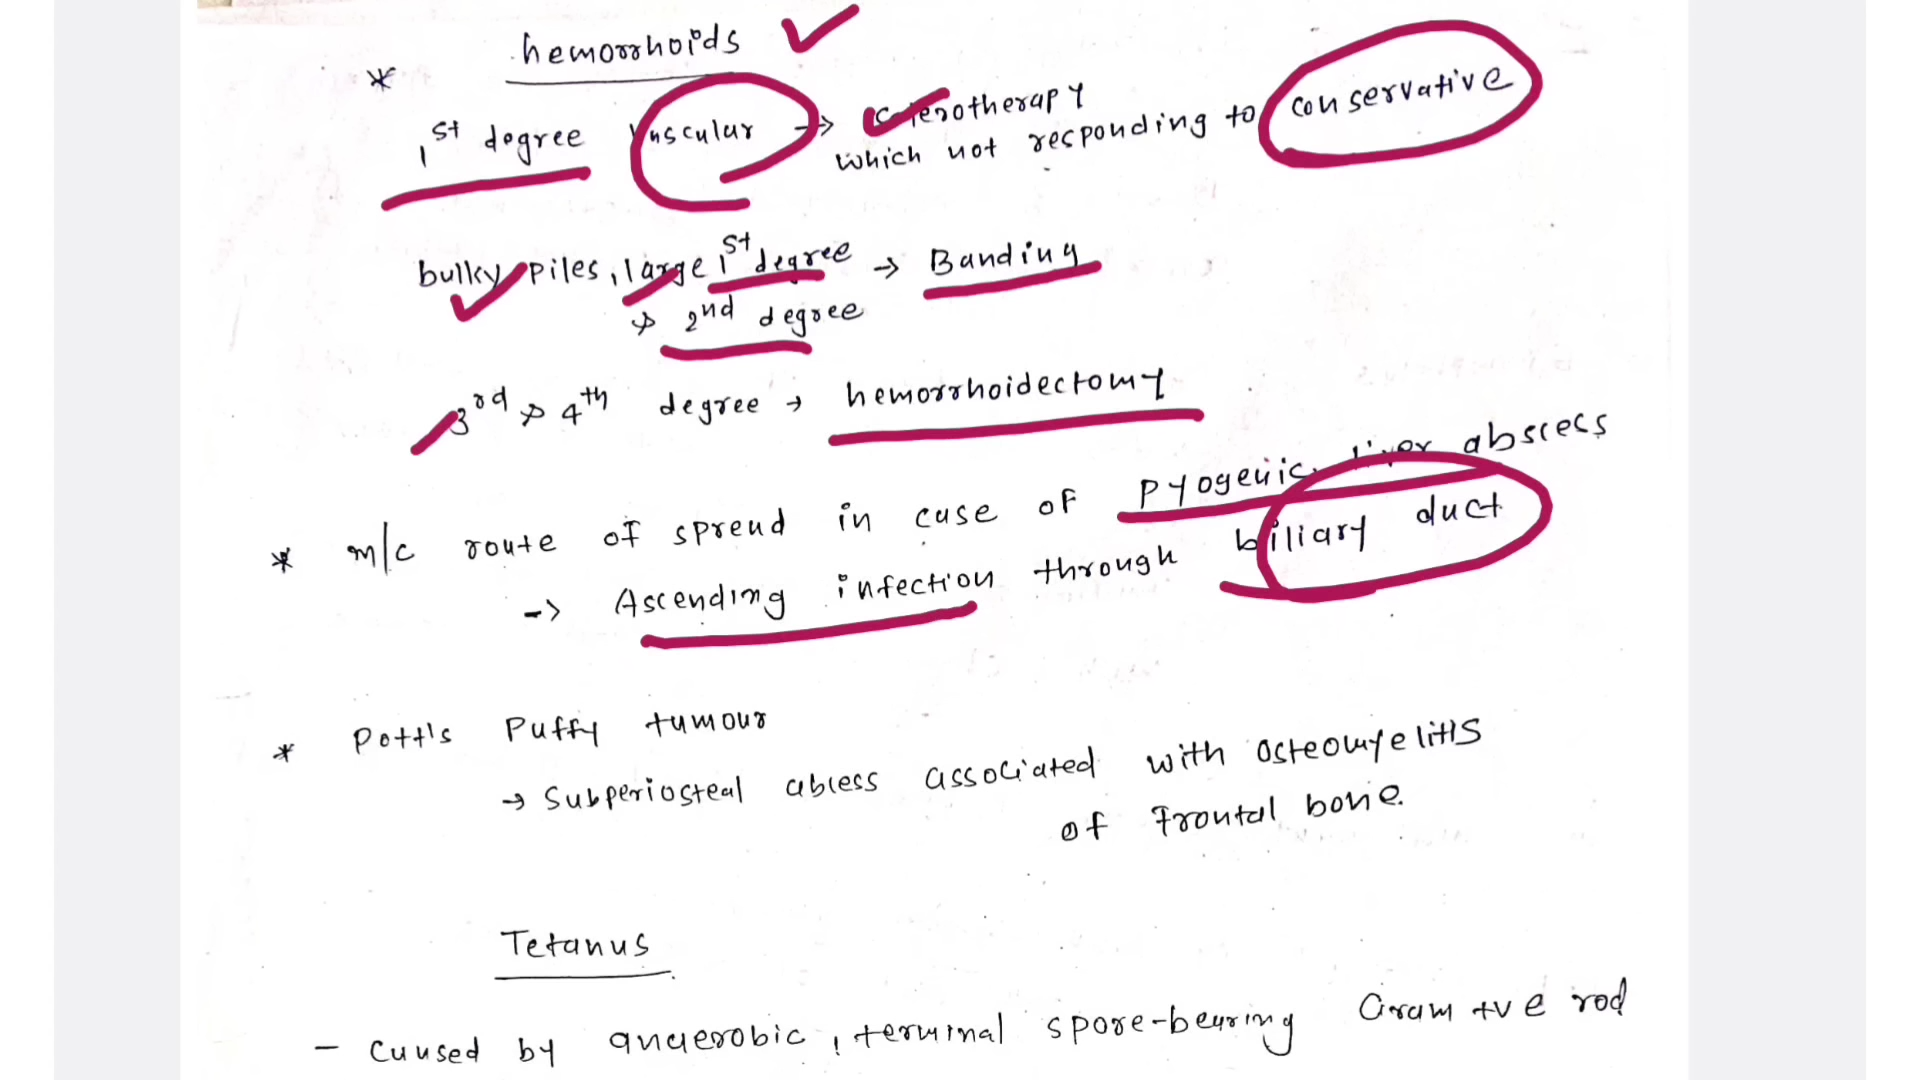 * hemorrhoids
1st degree vascular → sclerotherapy
which not responding to conservative
bulky piles, large 1st degree → Banding
& 2nd degree
3rd & 4th degree → hemorrhoidectomy
* m/c route of spread in case of pyogenic liver abscess
→ Ascending infection through biliary duct
* Pott's Puffy tumour
→ Subperiosteal abcess associated with osteomyelitis
of Frontal bone.
Tetanus
- Caused by anaerobic, terminal spore-bearing Gram +ve rod